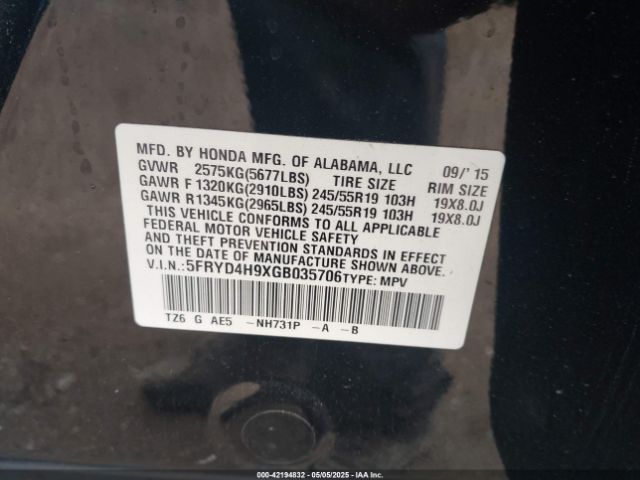 MFD. BY HONDA MFG. OF ALABAMA, LLC 09/' 15
GVWR 2575KG(5677LBS) TIRE SIZE RIM SIZE
GAWR F 1320KG(2910LBS) 245/55R19 103H 19X8.0J
GAWR R1345KG(2965LBS) 245/55R19 103H 19X8.0J
THIS VEHICLE CONFORMS TO ALL APPLICABLE
FEDERAL MOTOR VEHICLE SAFETY
AND THEFT PREVENTION STANDARDS IN EFFECT
ON THE DATE OF MANUFACTURE SHOWN ABOVE.
V.I.N.:5FRYD4H9XGB035706TYPE: MPV
TZ6 G AE5 -NH731P -A -B
000-42194832 - 05/05/2025 - IAA Inc.